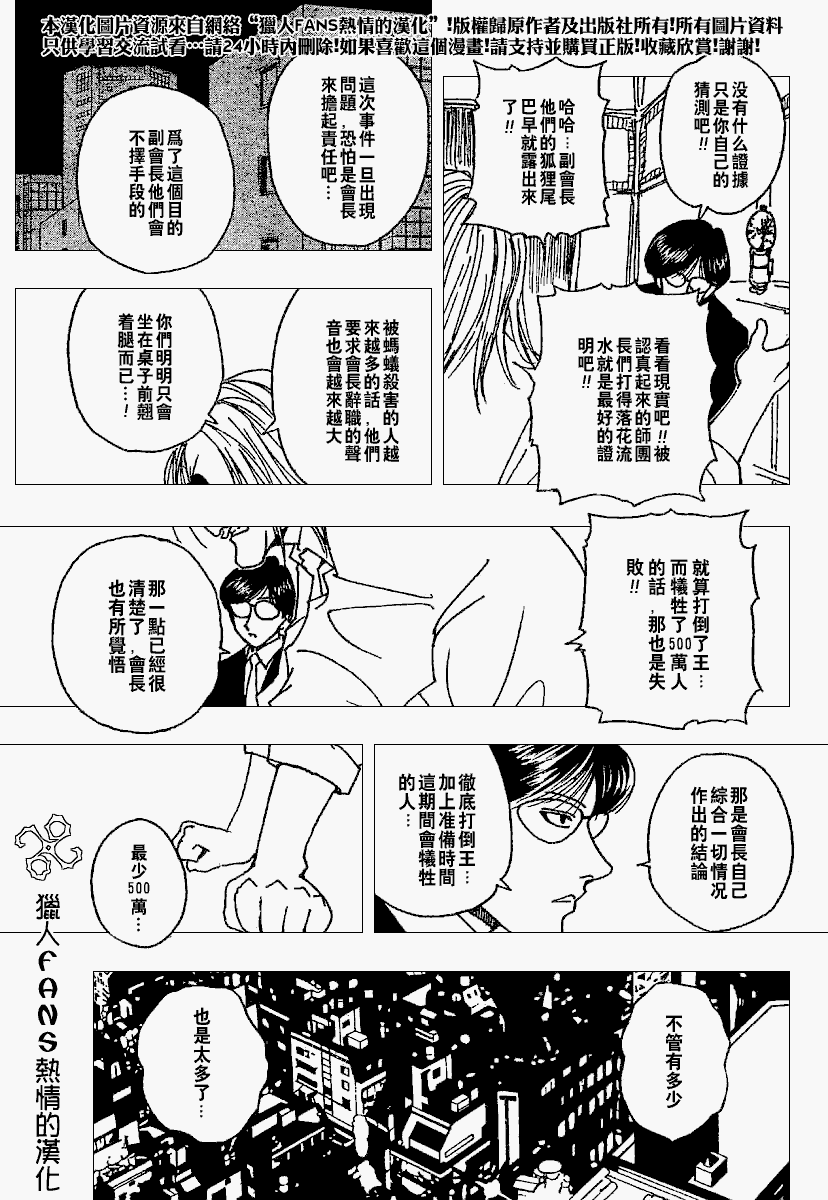 本漢化圖片資源來自網絡“獵人FANS熱情的漢化”!版權歸原作者及出版社所有!所有圖片資料
只供學習交流試看…請24小時內刪除!如果喜歡這個漫畫!請支持並購買正版!收藏欣賞!謝謝!
没有什么證據
只是你自己的
猜測吧!!
哈哈…副會長
他們的狐狸尾
巴早就露出來
了!!
這次事件一旦出現
問題,恐怕是會長
來擔起責任吧…
爲了這個目的
副會長他們會
不擇手段的
看看現實吧!!被
認真起來的師團
長們打得落花流
水就是最好的證
明吧!!
被螞蟻殺害的人越
來越多的話,他們
要求會長辭職的聲
音也會越來越大
你們明明只會
坐在桌子前翹
着腿而已…!
就算打倒了王…
而犧牲了500萬人
的話,那也是失
敗!!
那一點已經很
清楚了,會長
也有所覺悟
那是會長自己
綜合一切情况
作出的結論
徹底打倒王…
加上准備時間
這期間會犧牲
的人…
最少
500
萬…
不管有多少
也是太多了…
獵人FANS熱情的漢化